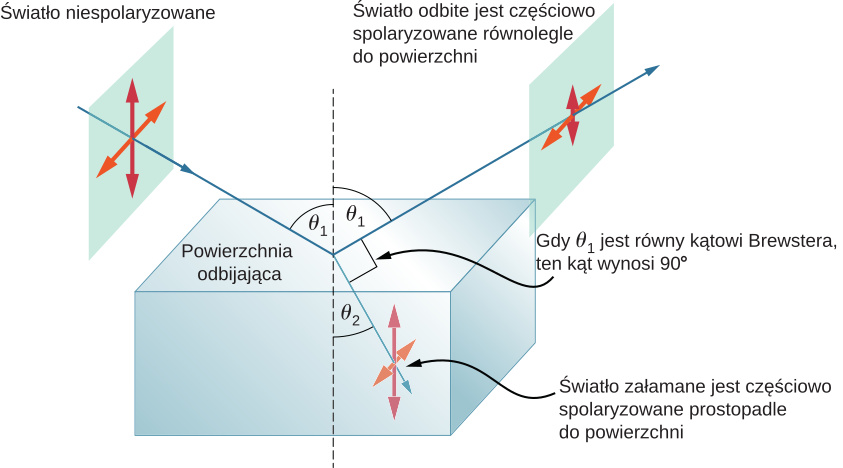 Światło niespolaryzowane
Światło odbite jest częściowo
spolaryzowane równolegle
do powierzchni
θ1
θ1
Powierzchnia
odbijająca
Gdy θ1 jest równy kątowi Brewstera,
ten kąt wynosi 90°
θ2
Światło załamane jest częściowo
spolaryzowane prostopadle
do powierzchni